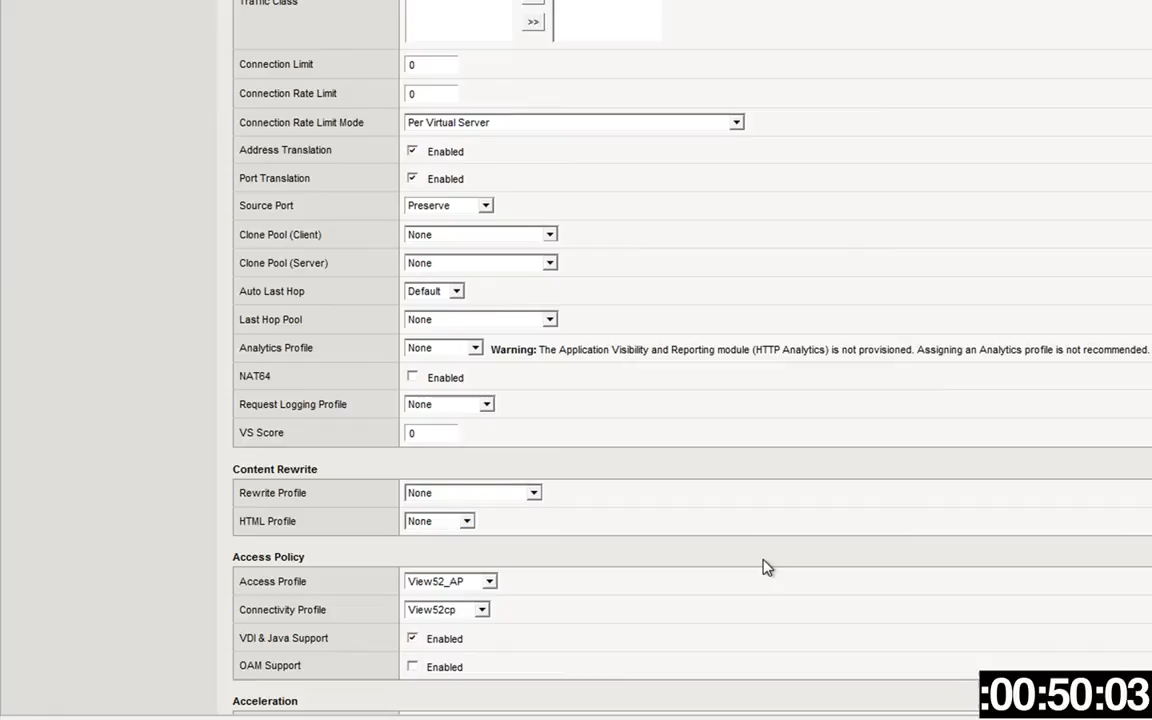 Traffic Class
>>
Connection Limit 0
Connection Rate Limit 0
Connection Rate Limit Mode Per Virtual Server
Address Translation Enabled
Port Translation Enabled
Source Port Preserve
Clone Pool (Client) None
Clone Pool (Server) None
Auto Last Hop Default
Last Hop Pool None
Analytics Profile None Warning: The Application Visibility and Reporting module (HTTP Analytics) is not provisioned. Assigning an Analytics profile is not recommended.
NAT64 Enabled
Request Logging Profile None
VS Score 0
Content Rewrite
Rewrite Profile None
HTML Profile None
Access Policy
Access Profile View52_AP
Connectivity Profile View52cp
VDI & Java Support Enabled
OAM Support Enabled
Acceleration
:00:50:03